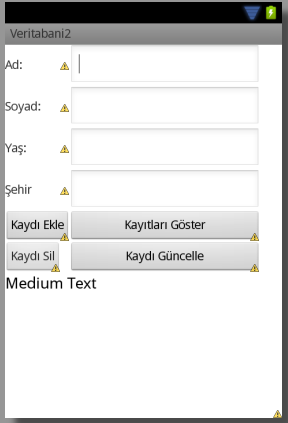 Veritabani2
Ad:
Soyad:
Yaş:
Şehir
Kaydı Ekle Kayıtları Göster
Kaydı Sil Kaydı Güncelle
Medium Text